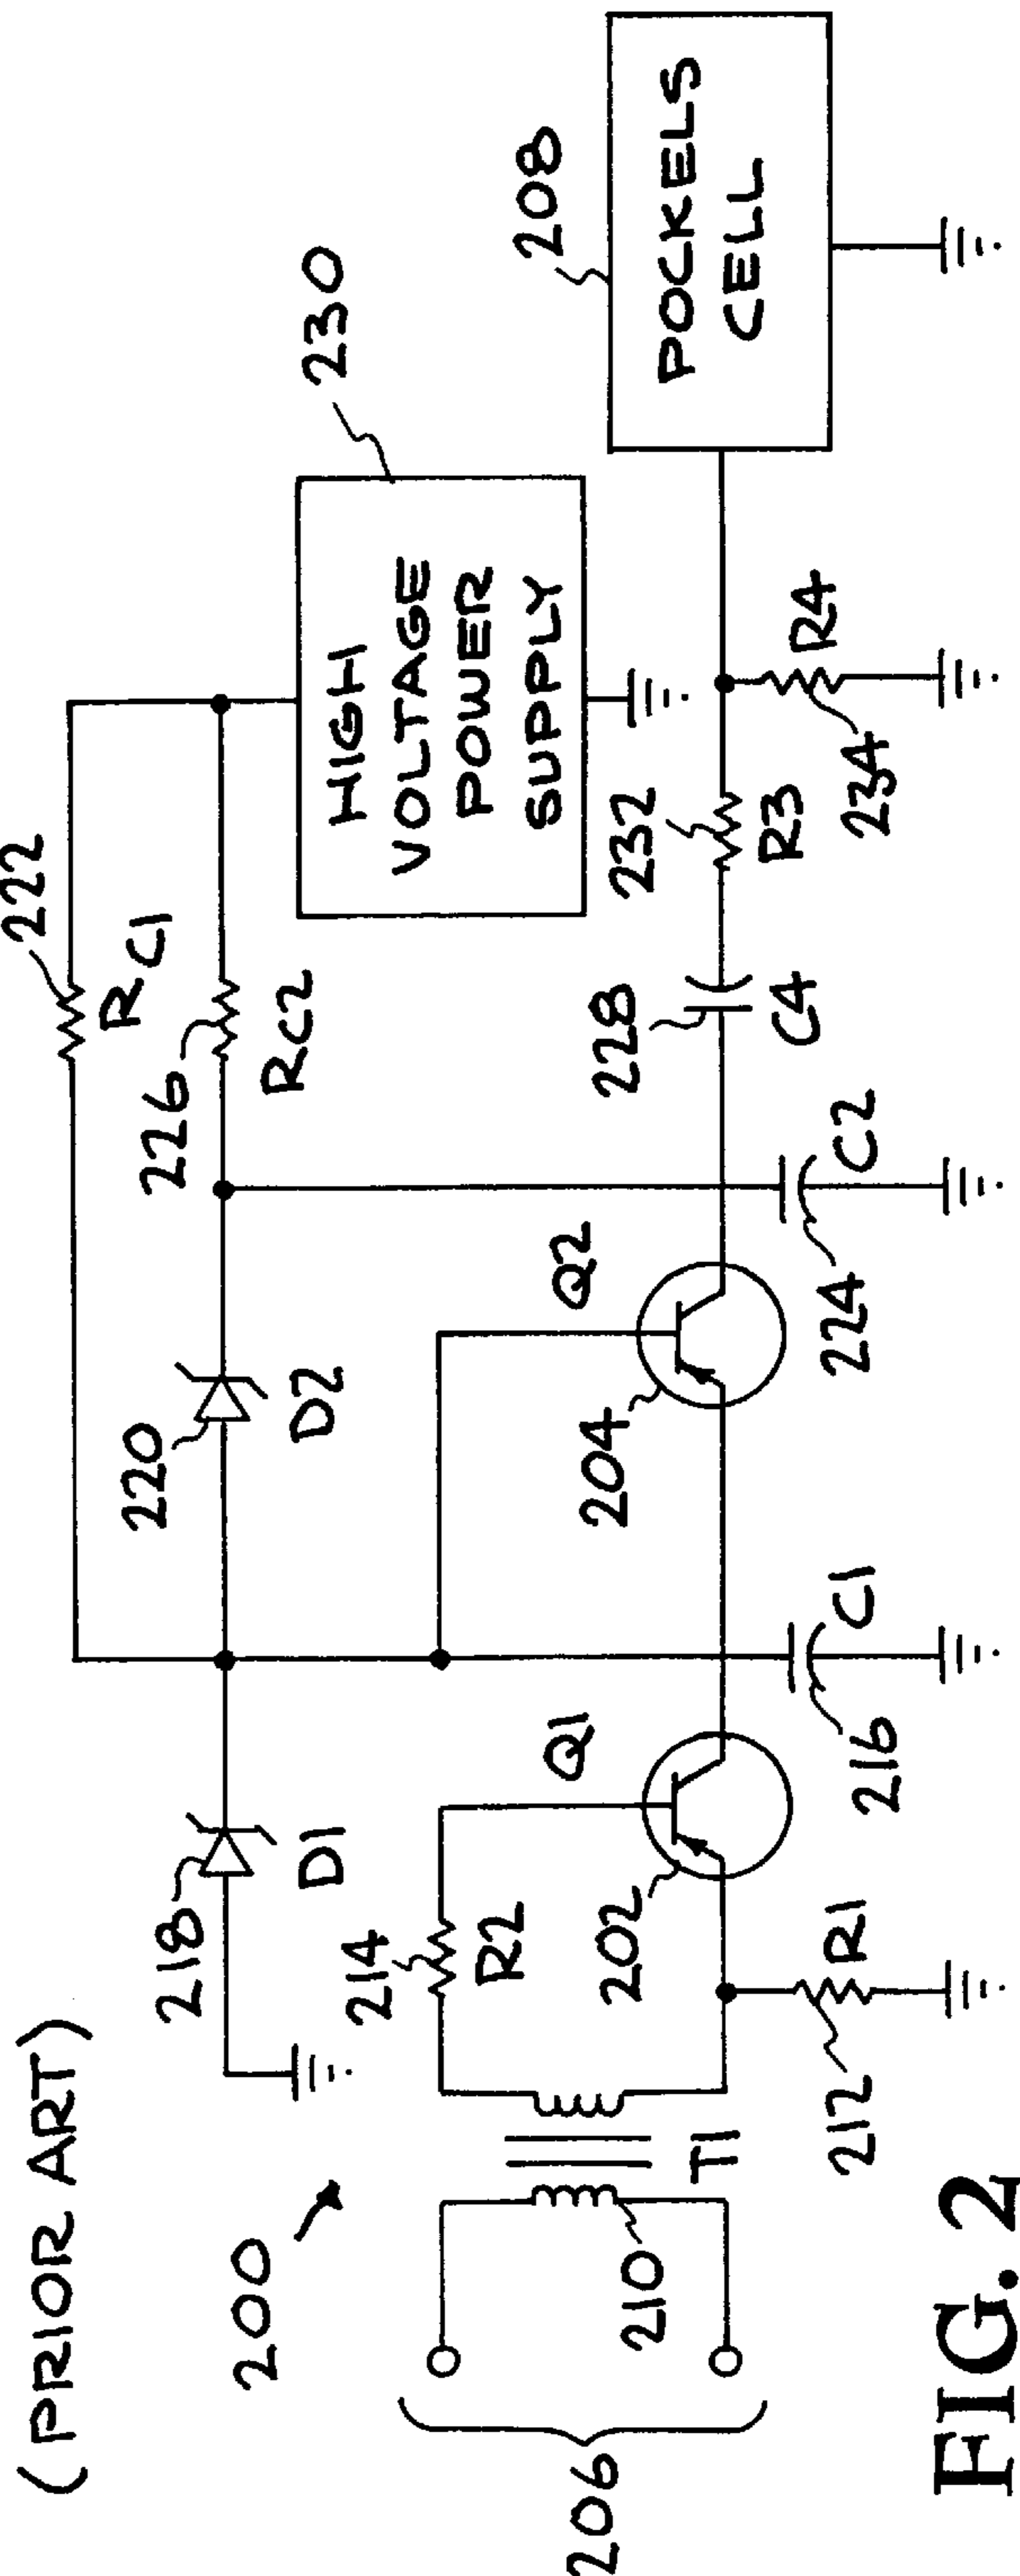 (PRIOR ART)
200
222
R C1
226
RC2
230
HIGH
VOLTAGE
POWER
SUPPLY
218
D1
220
D2
208
POCKELS
CELL
206
210
T1
214
R2
Q1
202
Q2
204
228
C4
232
R3
R4
234
212
R1
216
C1
224
C2
FIG. 2